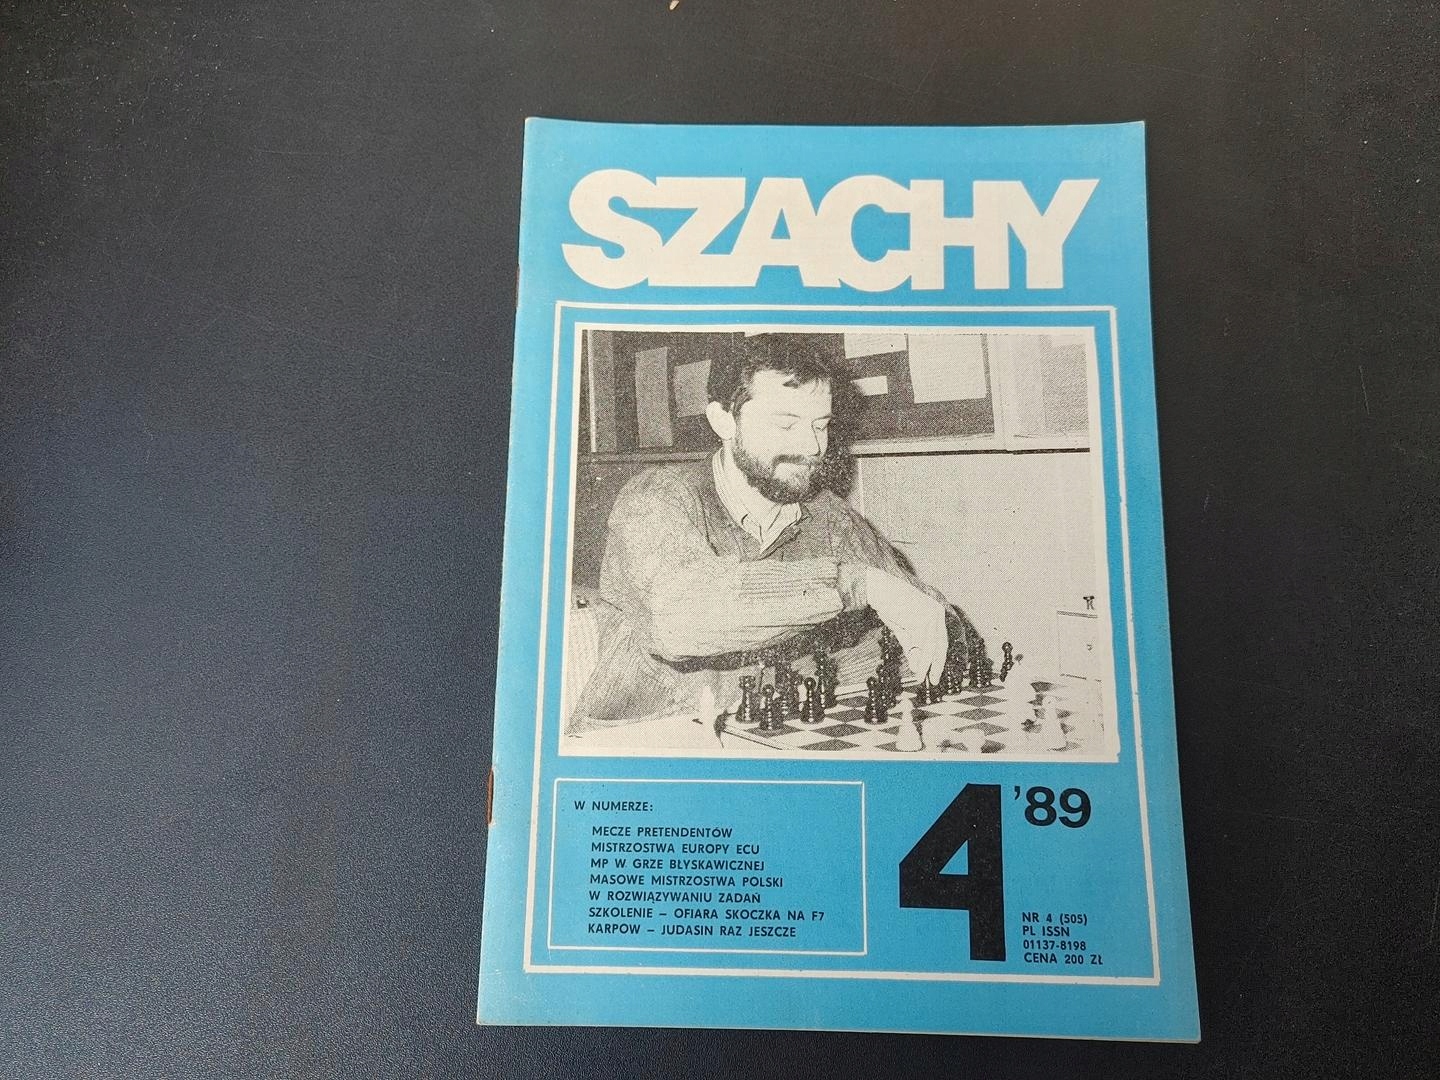 SZACHY
W NUMERZE:
MECZE PRETENDENTÓW
MISTRZOSTWA EUROPY ECU
MP W GRZE BŁYSKAWICZNEJ
MASOWE MISTRZOSTWA POLSKI
W ROZWIĄZYWANIU ZADAŃ
SZKOLENIE – OFIARA SKOCZKA NA F7
KARPOW – JUDASIN RAZ JESZCZE
4 '89
NR 4 (505)
PL ISSN
01137-8198
CENA 200 ZŁ